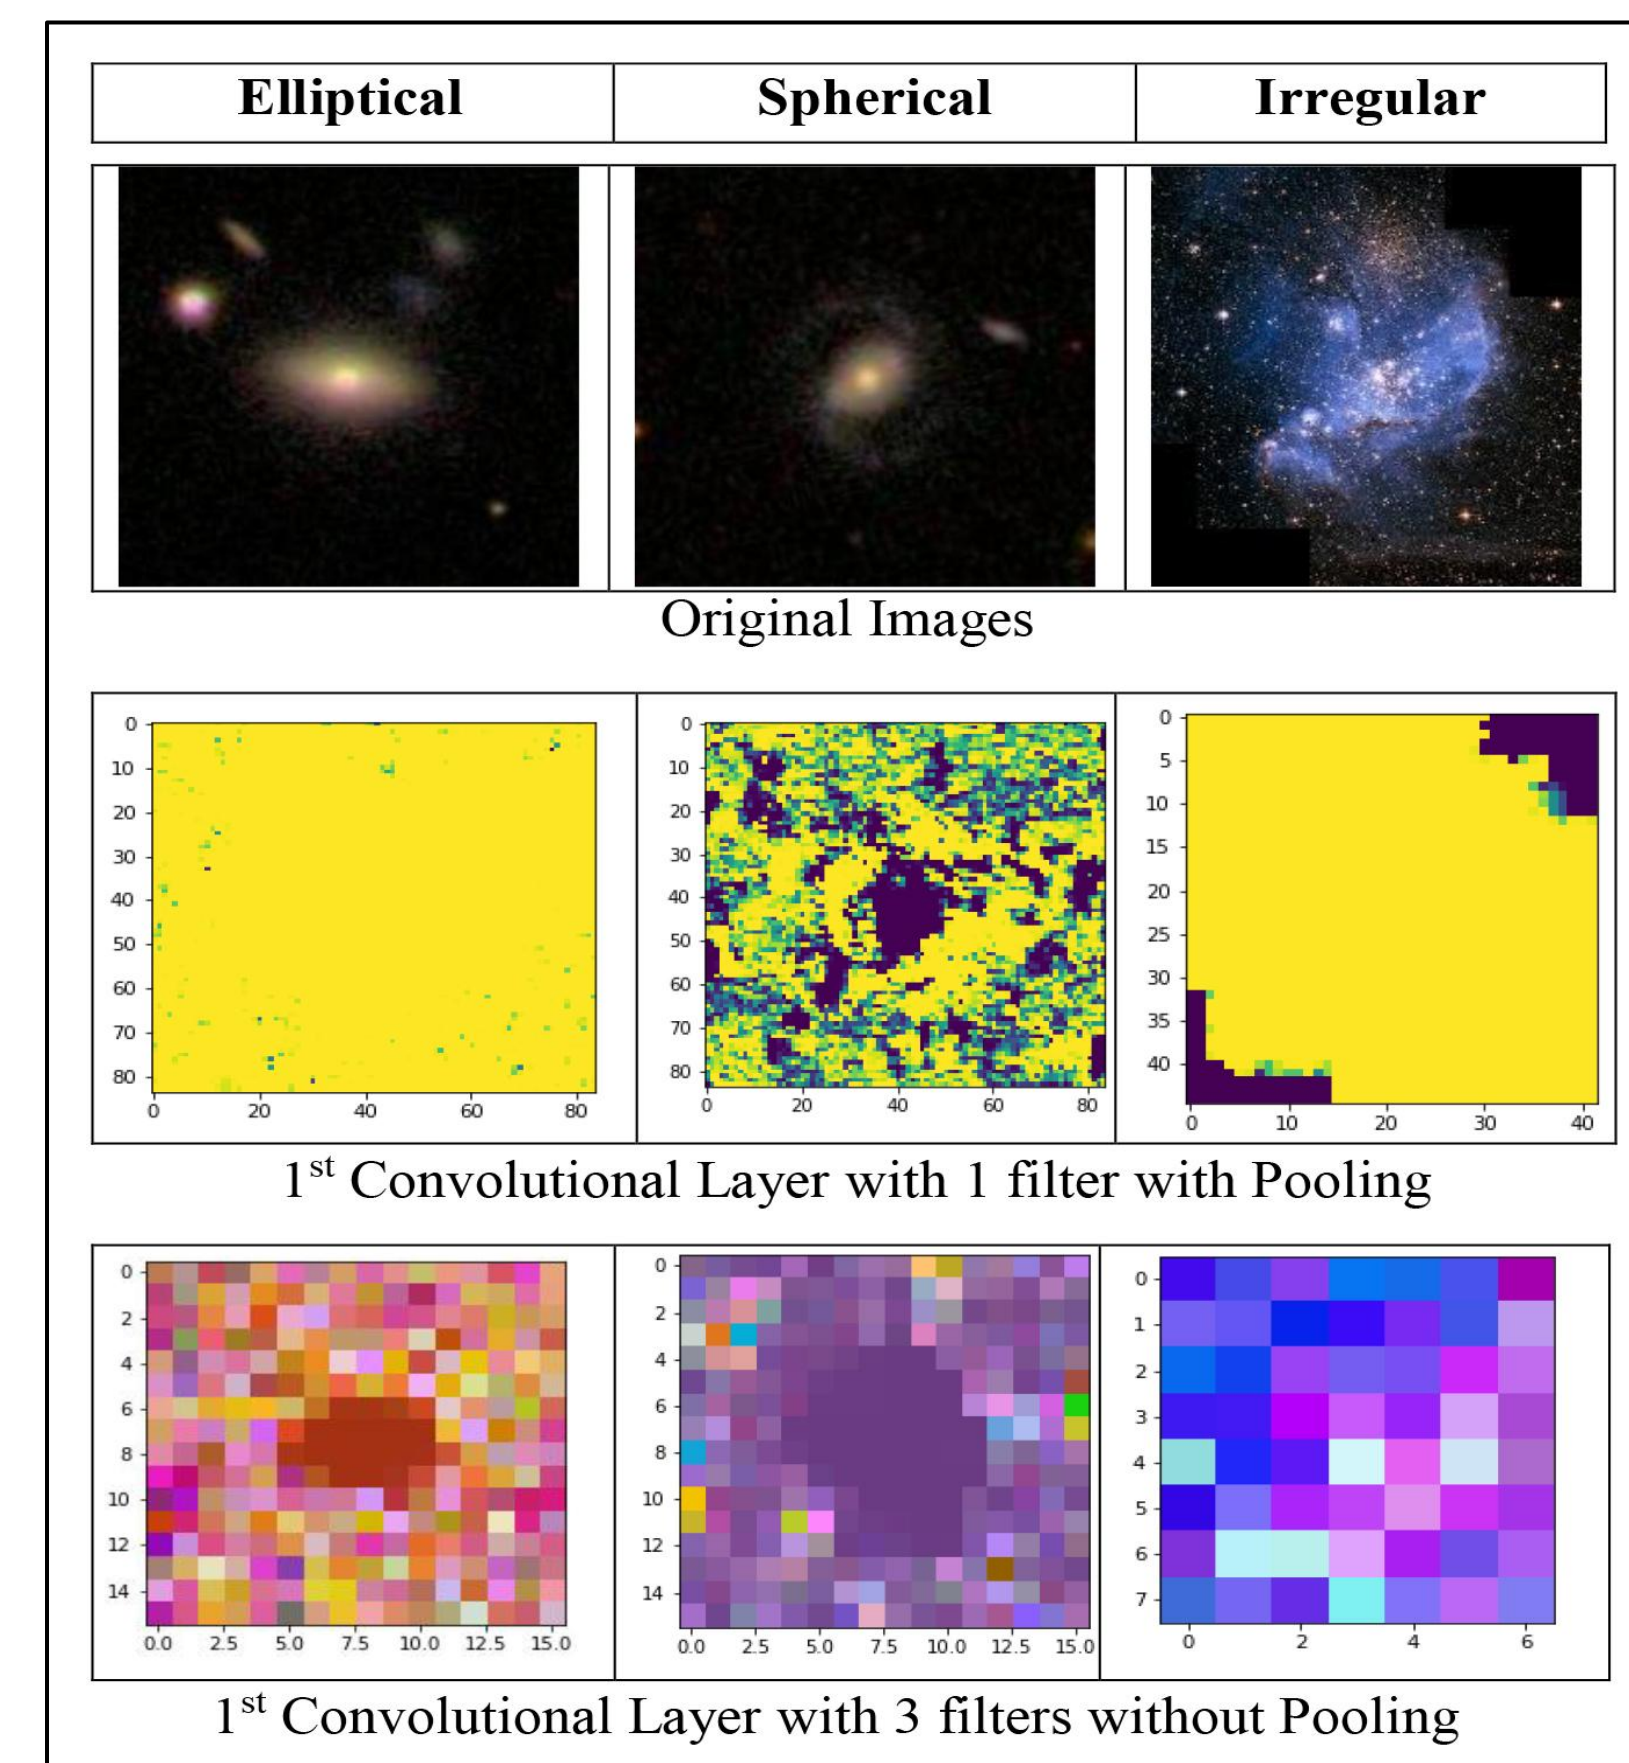 Elliptical Spherical Irregular
Original Images
0 10 20 30 40 50 60 70 80
0 20 40 60 80
0 10 20 30 40 50 60 70 80
0 20 40 60 80
0 5 10 15 20 25 30 35 40
0 10 20 30 40
1st Convolutional Layer with 1 filter with Pooling
0 2 4 6 8 10 12 14
0.0 2.5 5.0 7.5 10.0 12.5 15.0
0 2 4 6 8 10 12 14
0.0 2.5 5.0 7.5 10.0 12.5 15.0
0 1 2 3 4 5 6 7
0 2 4 6
1st Convolutional Layer with 3 filters without Pooling